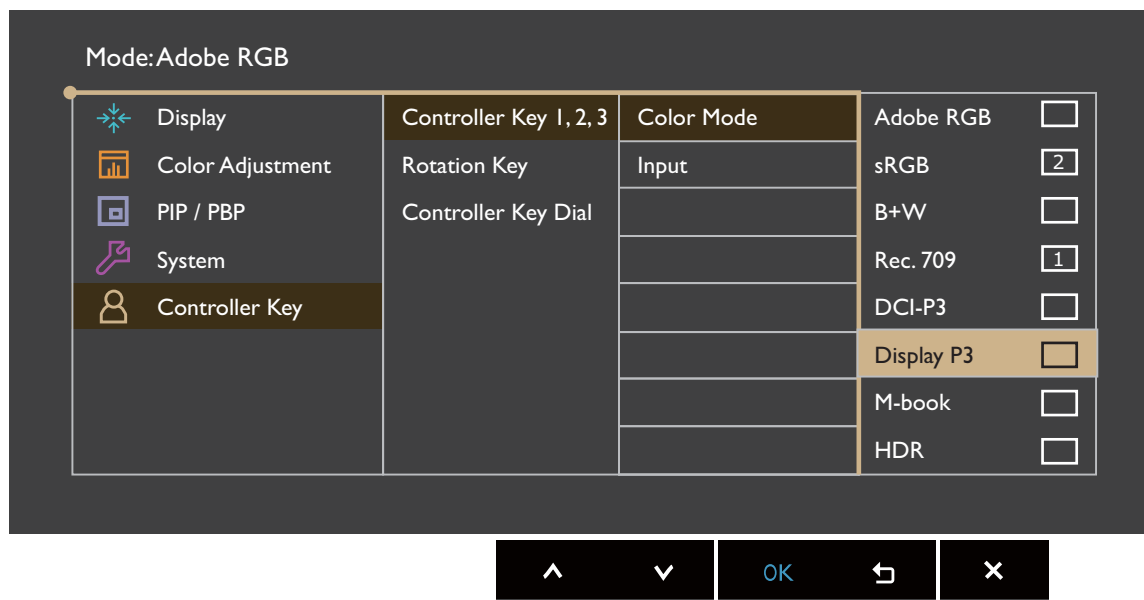 Mode: Adobe RGB
Display Controller Key 1, 2, 3 Color Mode Adobe RGB
Color Adjustment Rotation Key Input sRGB 2
PIP / PBP Controller Key Dial B+W
System Rec. 709 1
Controller Key DCI-P3
Display P3
M-book
HDR
OK